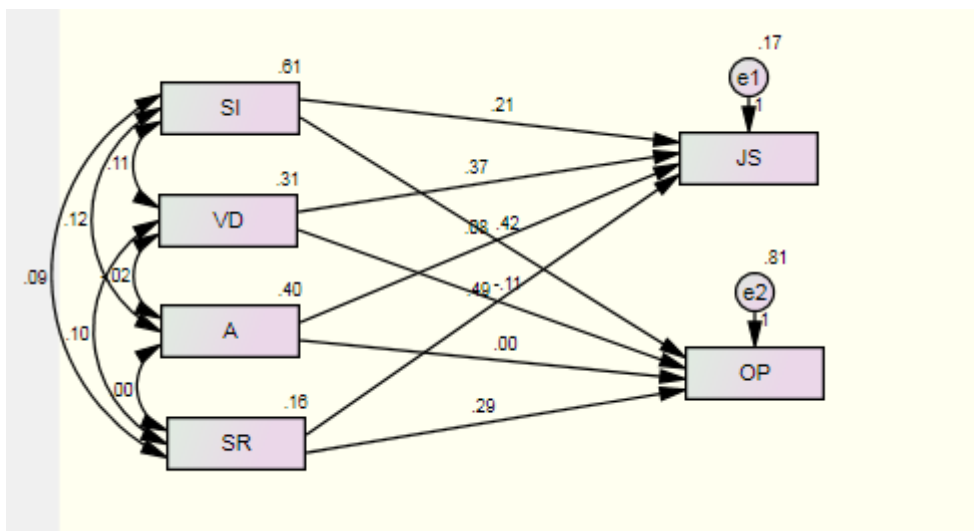 .17
.61
e1
SI
.21
1
JS
.11
.31
.37
.12
VD
.08
.42
.81
.09
.02
.40
.49
-.11
e2
.10
A
.00
1
OP
.00
.16
.29
SR